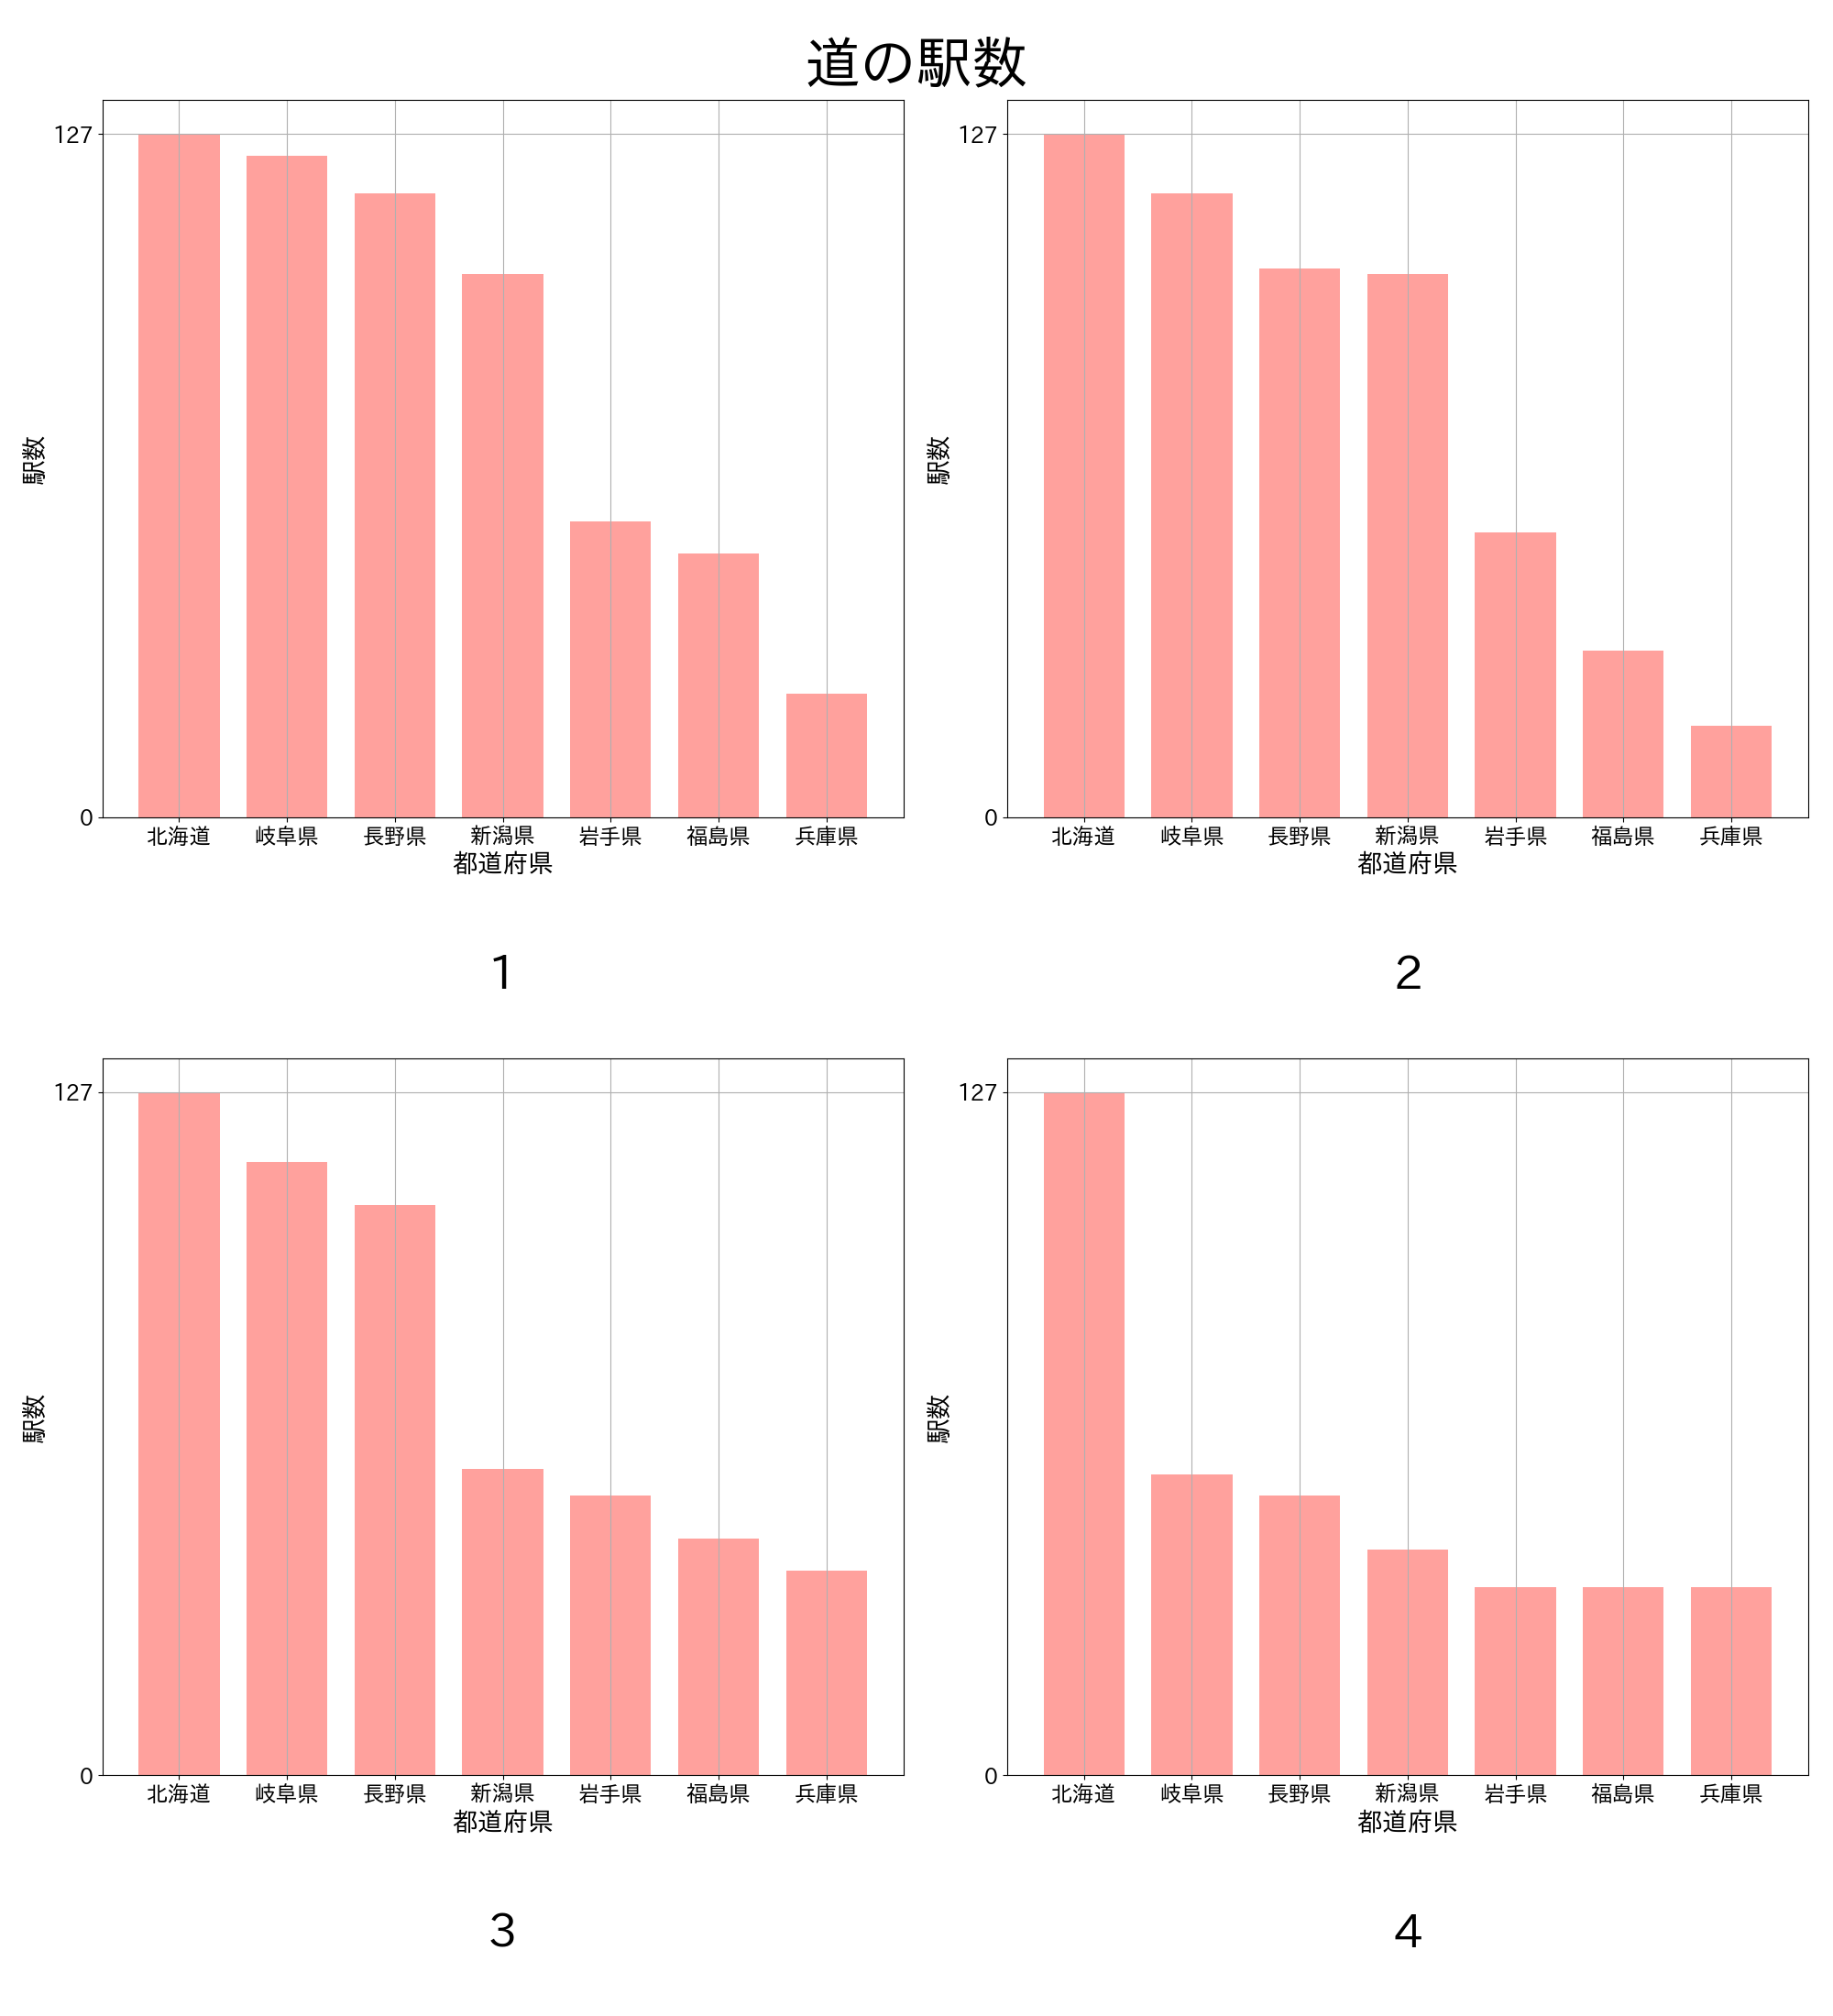 道の駅数
127
0
駅数
北海道 岐阜県 長野県 新潟県 岩手県 福島県 兵庫県
都道府県
1
127
0
駅数
北海道 岐阜県 長野県 新潟県 岩手県 福島県 兵庫県
都道府県
2
127
0
駅数
北海道 岐阜県 長野県 新潟県 岩手県 福島県 兵庫県
都道府県
3
127
0
駅数
北海道 岐阜県 長野県 新潟県 岩手県 福島県 兵庫県
都道府県
4